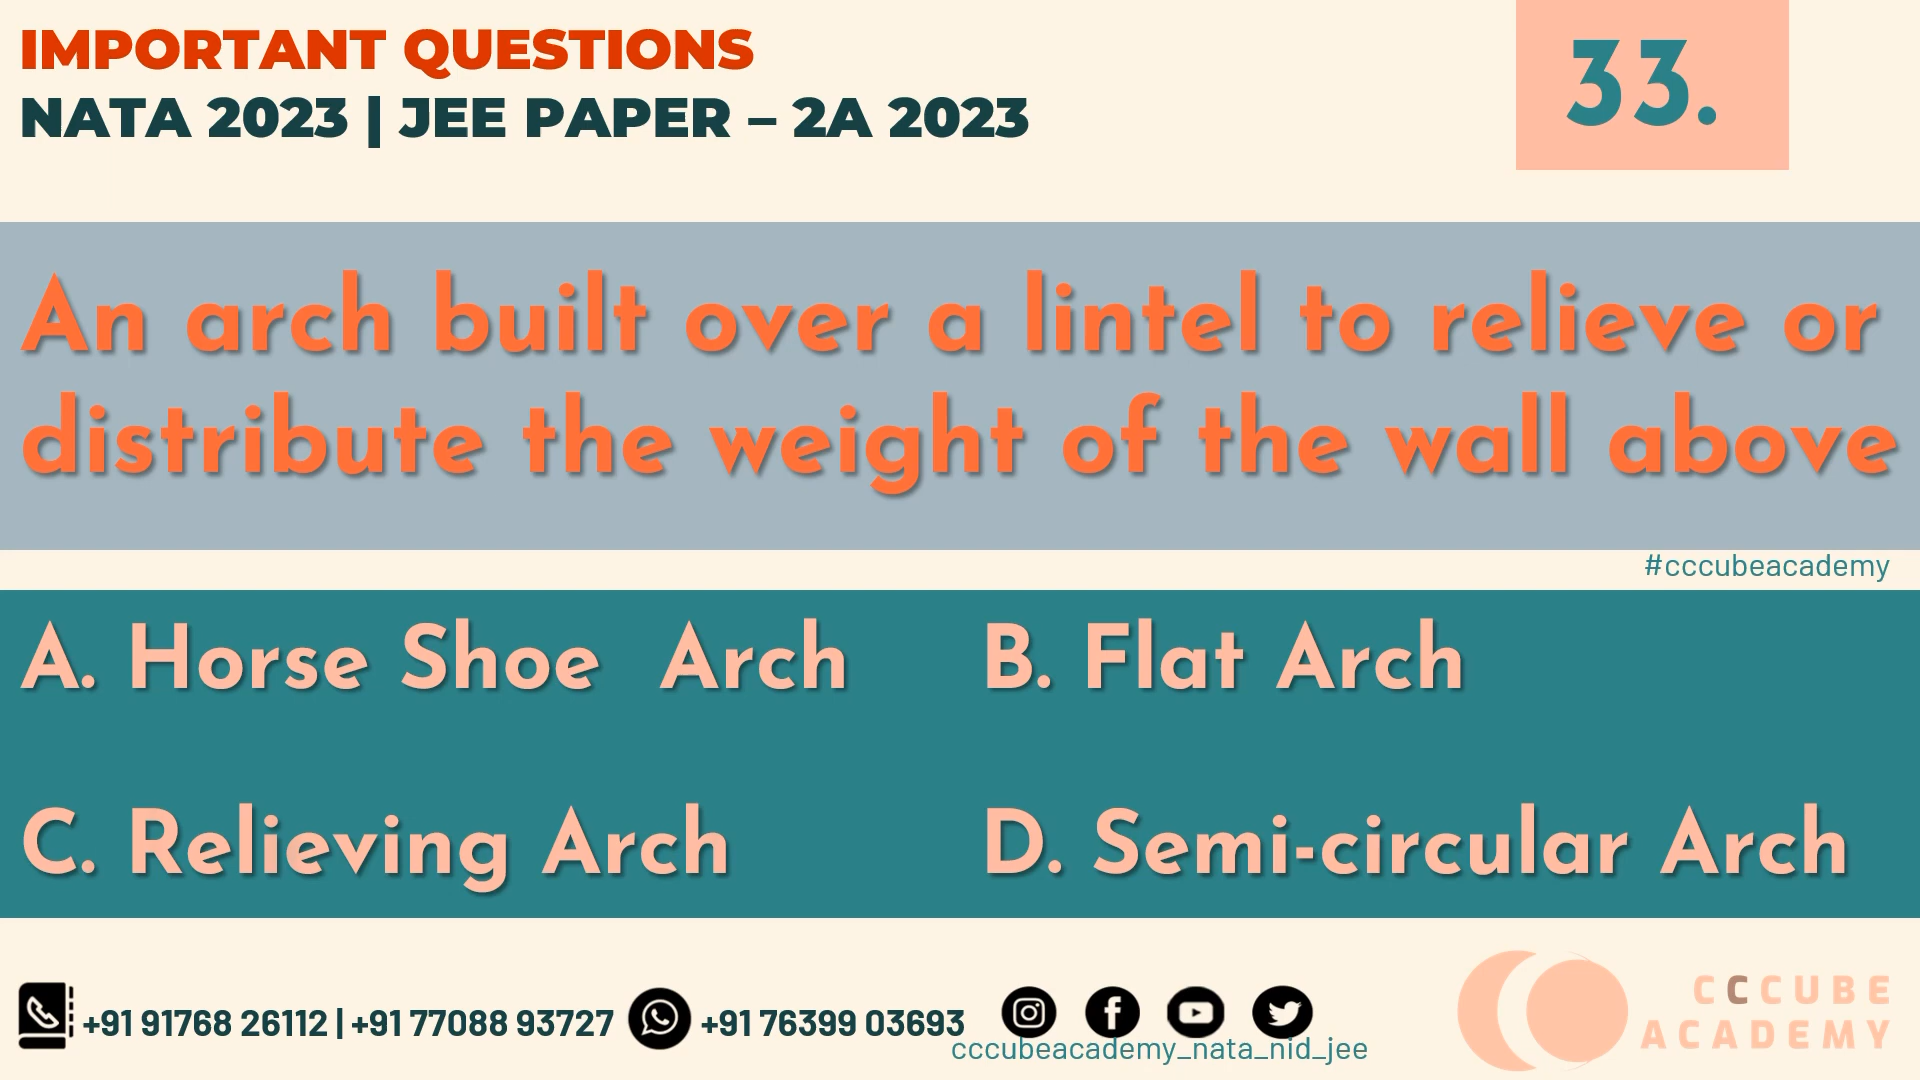 IMPORTANT QUESTIONS
NATA 2023 | JEE PAPER – 2A 2023
33.
An arch built over a lintel to relieve or
distribute the weight of the wall above
#cccubeacademy
A. Horse Shoe Arch
B. Flat Arch
C. Relieving Arch
D. Semi-circular Arch
+91 91768 26112 | +91 77088 93727
+91 76399 03693
cccubeacademy_nata_nid_jee
CCCUBE
ACADEMY